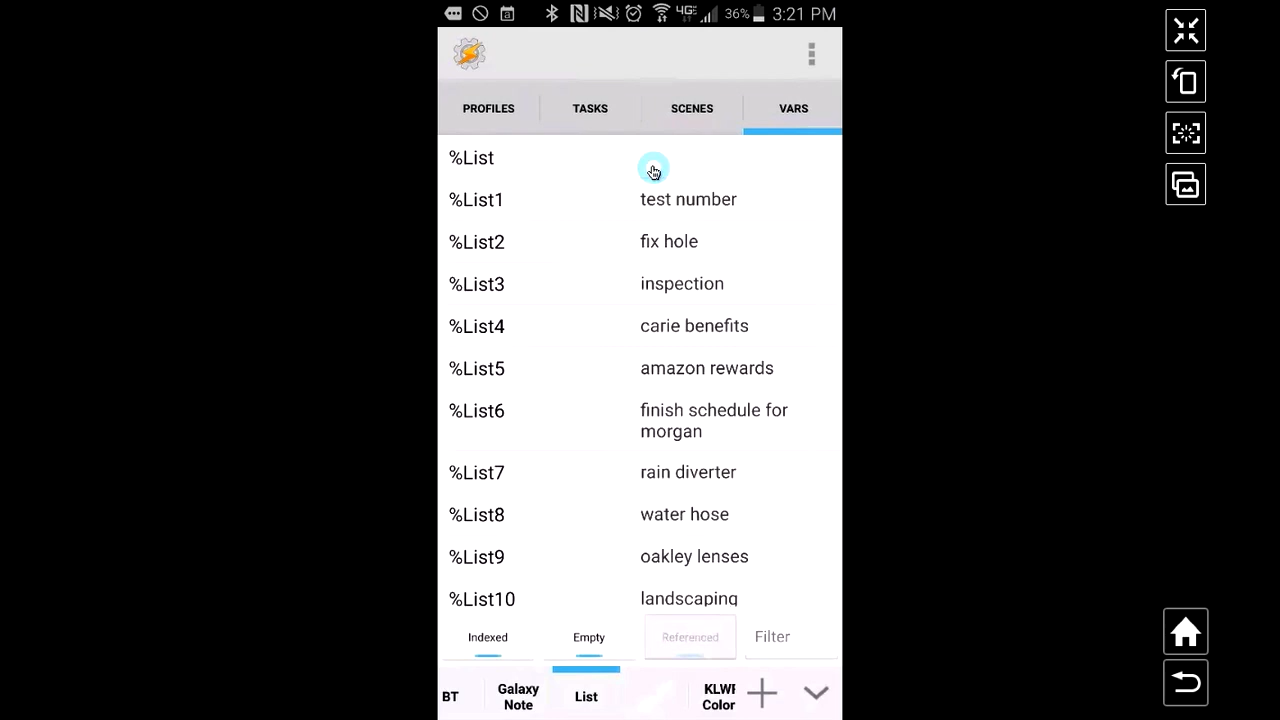 4G
36% 3:21 PM
PROFILES TASKS SCENES VARS
%List
%List1 test number
%List2 fix hole
%List3 inspection
%List4 carie benefits
%List5 amazon rewards
%List6 finish schedule for
morgan
%List7 rain diverter
%List8 water hose
%List9 oakley lenses
%List10 landscaping
Indexed Empty Referenced Filter
BT Galaxy
Note List KLWP
Color